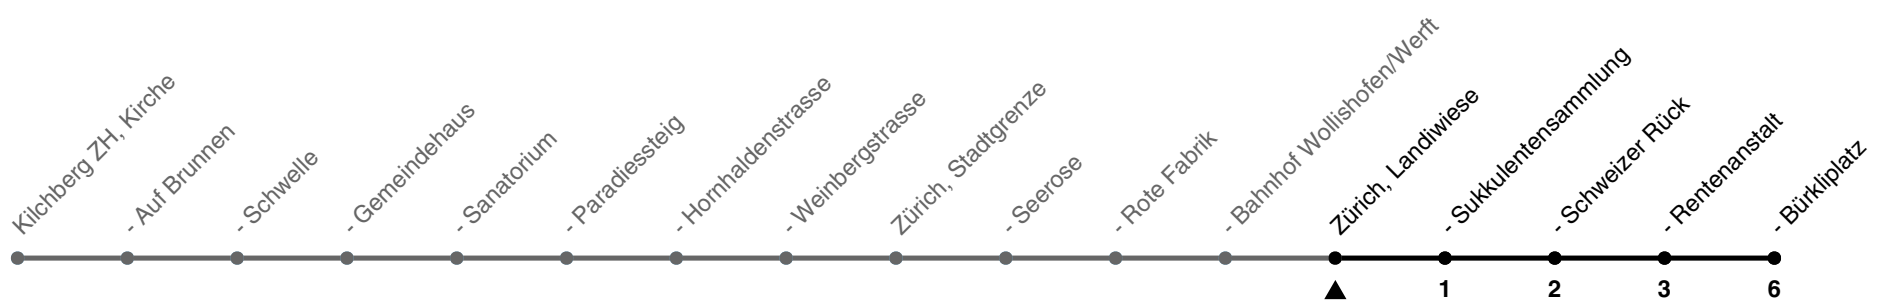 Kilchberg ZH, Kirche
- Auf Brunnen
- Schwelle
- Gemeindehaus
- Sanatorium
- Paradiessteig
- Hornhaldenstrasse
- Weinbergstrasse
Zürich, Stadtgrenze
- Seerose
- Rote Fabrik
- Bahnhof Wollishofen/Werft
Zürich, Landiwiese
- Sukkulentensammlung
- Schweizer Rück
- Rentenanstalt
- Bürkliplatz
1 2 3 6